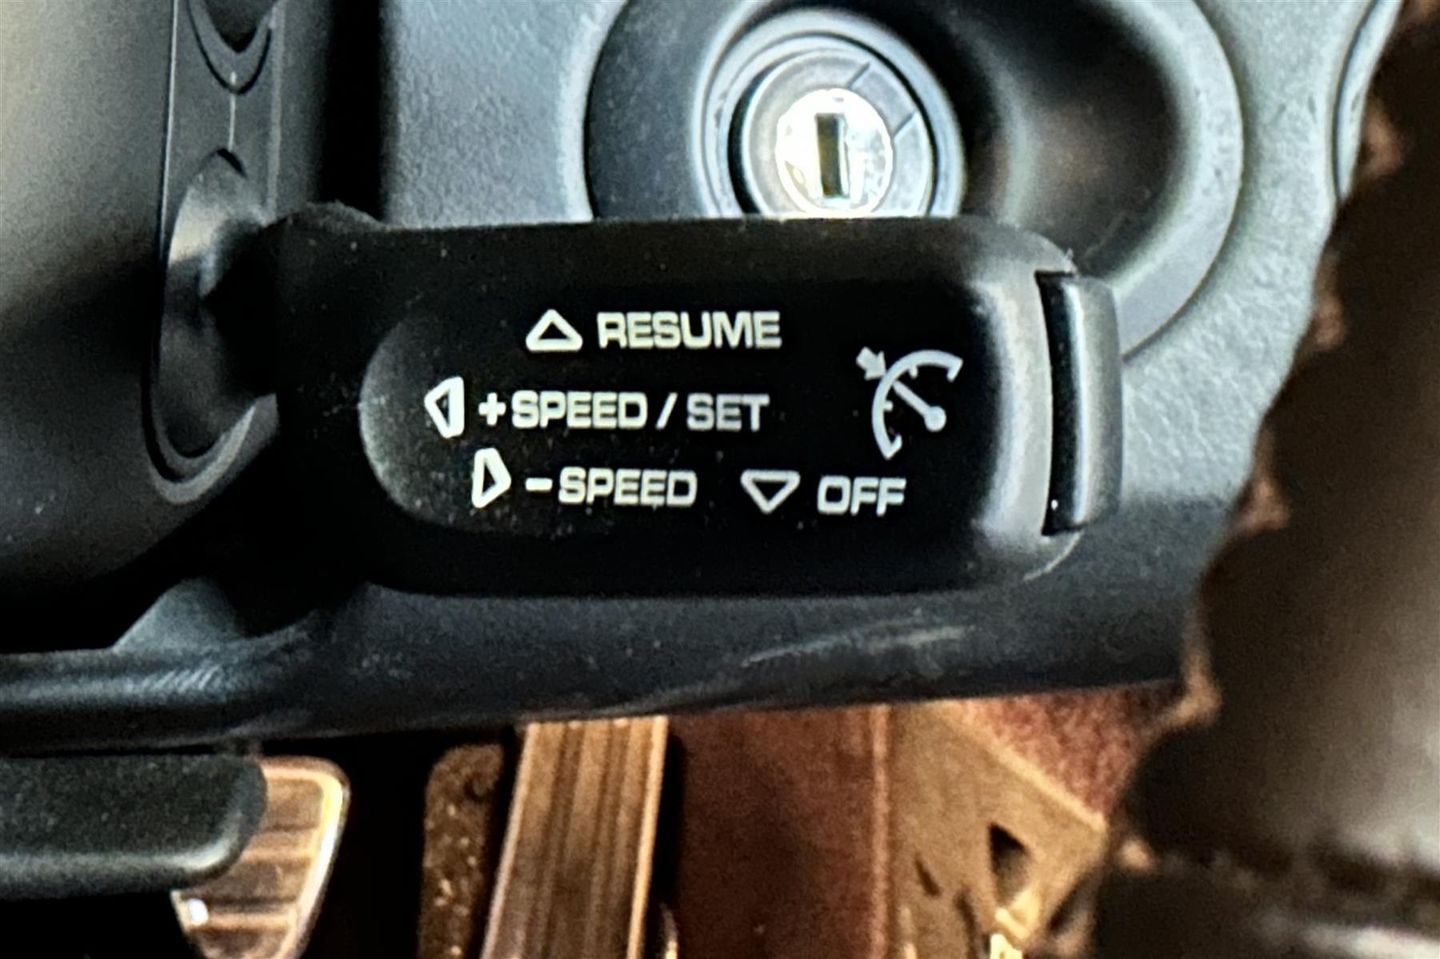 RESUME
+SPEED / SET
-SPEED OFF